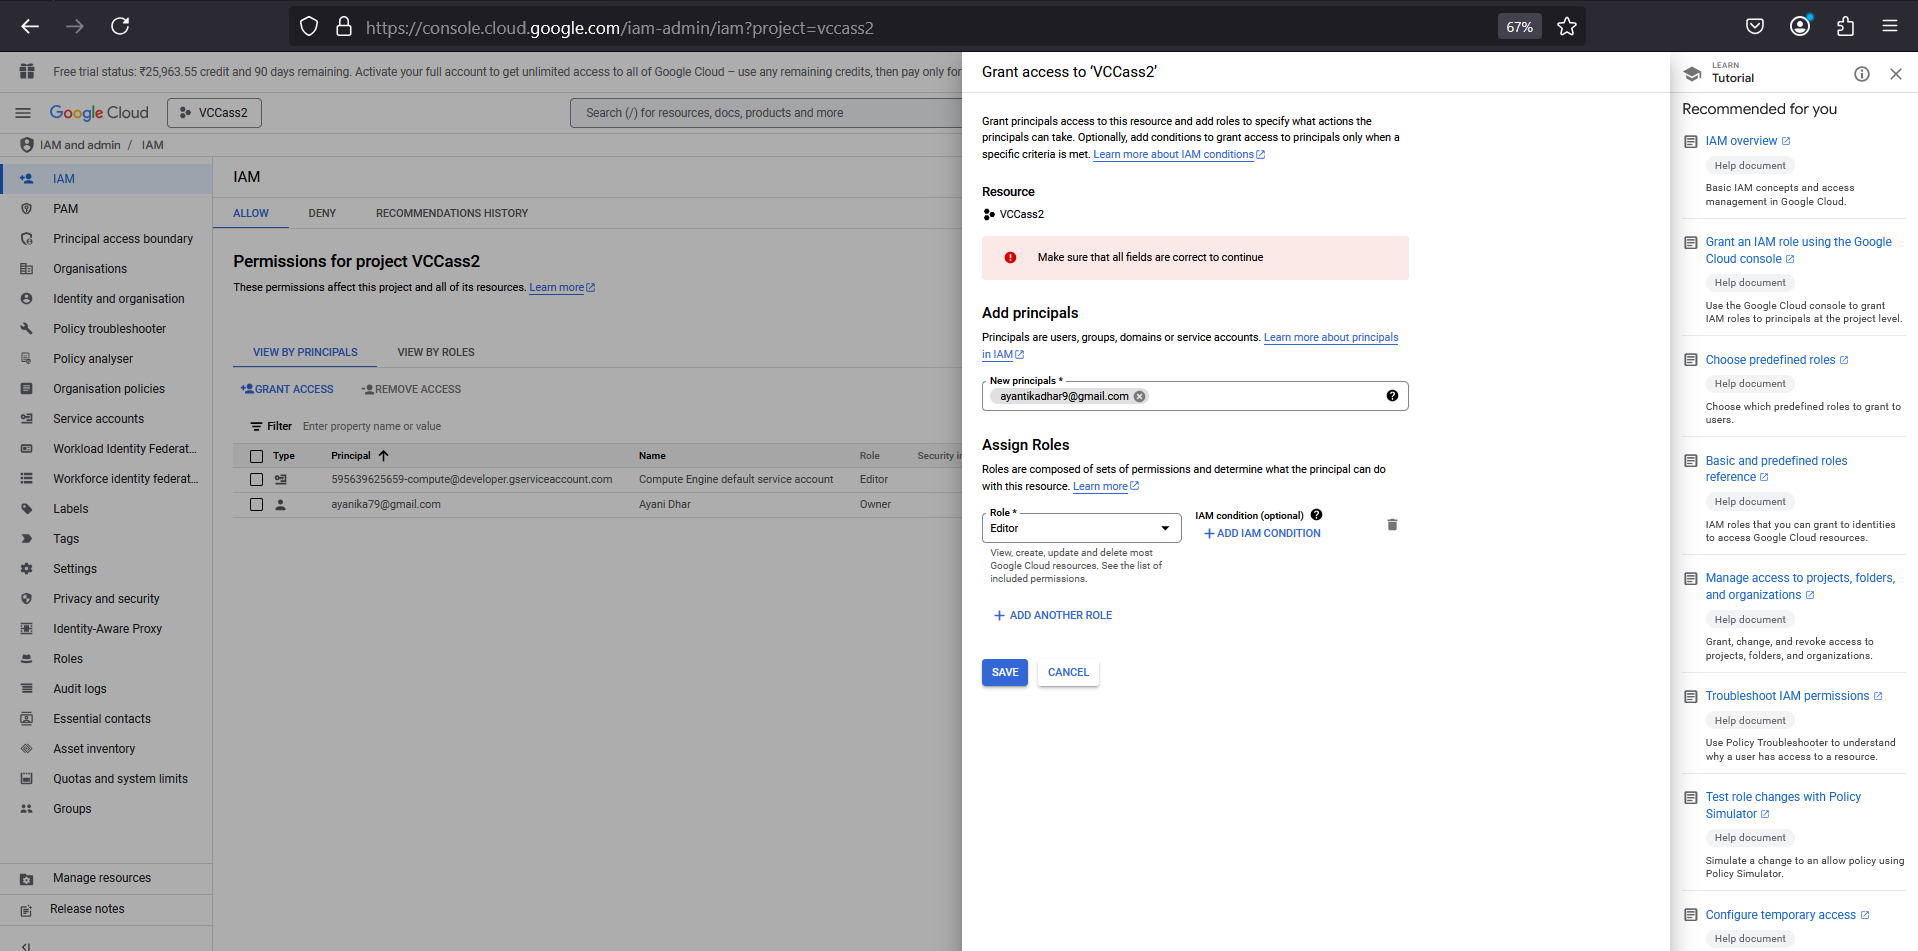 https://console.cloud.google.com/iam-admin/iam?project=vccass2
67%
Free trial status: ₹25,963.55 credit and 90 days remaining. Activate your full account to get unlimited access to all of Google Cloud – use any remaining credits, then pay only for
Google Cloud
VCCass2
Search (/) for resources, docs, products and more
IAM and admin / IAM
IAM
PAM
Principal access boundary
Organisations
Identity and organisation
Policy troubleshooter
Policy analyser
Organisation policies
Service accounts
Workload Identity Federat...
Workforce identity federat...
Labels
Tags
Settings
Privacy and security
Identity-Aware Proxy
Roles
Audit logs
Essential contacts
Asset inventory
Quotas and system limits
Groups
Manage resources
Release notes
IAM
ALLOW
DENY
RECOMMENDATIONS HISTORY
Permissions for project VCCass2
These permissions affect this project and all of its resources. Learn more
VIEW BY PRINCIPALS
VIEW BY ROLES
GRANT ACCESS
REMOVE ACCESS
Filter Enter property name or value
Type Principal Name Role Security in
595639625659-compute@developer.gserviceaccount.com Compute Engine default service account Editor
ayanika79@gmail.com Ayani Dhar Owner
Grant access to ‘VCCass2’
Grant principals access to this resource and add roles to specify what actions the
principals can take. Optionally, add conditions to grant access to principals only when a
specific criteria is met. Learn more about IAM conditions
Resource
VCCass2
Make sure that all fields are correct to continue
Add principals
Principals are users, groups, domains or service accounts. Learn more about principals
in IAM
New principals *
ayantikadhar9@gmail.com
Assign Roles
Roles are composed of sets of permissions and determine what the principal can do
with this resource. Learn more
Role *
Editor
IAM condition (optional)
ADD IAM CONDITION
View, create, update and delete most
Google Cloud resources. See the list of
included permissions.
ADD ANOTHER ROLE
SAVE
CANCEL
LEARN
Tutorial
Recommended for you
IAM overview
Help document
Basic IAM concepts and access
management in Google Cloud.
Grant an IAM role using the Google
Cloud console
Help document
Use the Google Cloud console to grant
IAM roles to principals at the project level.
Choose predefined roles
Help document
Choose which predefined roles to grant to
users.
Basic and predefined roles
reference
Help document
IAM roles that you can grant to identities
to access Google Cloud resources.
Manage access to projects, folders,
and organizations
Help document
Grant, change, and revoke access to
projects, folders, and organizations.
Troubleshoot IAM permissions
Help document
Use Policy Troubleshooter to understand
why a user has access to a resource.
Test role changes with Policy
Simulator
Help document
Simulate a change to an allow policy using
Policy Simulator.
Configure temporary access
Help document